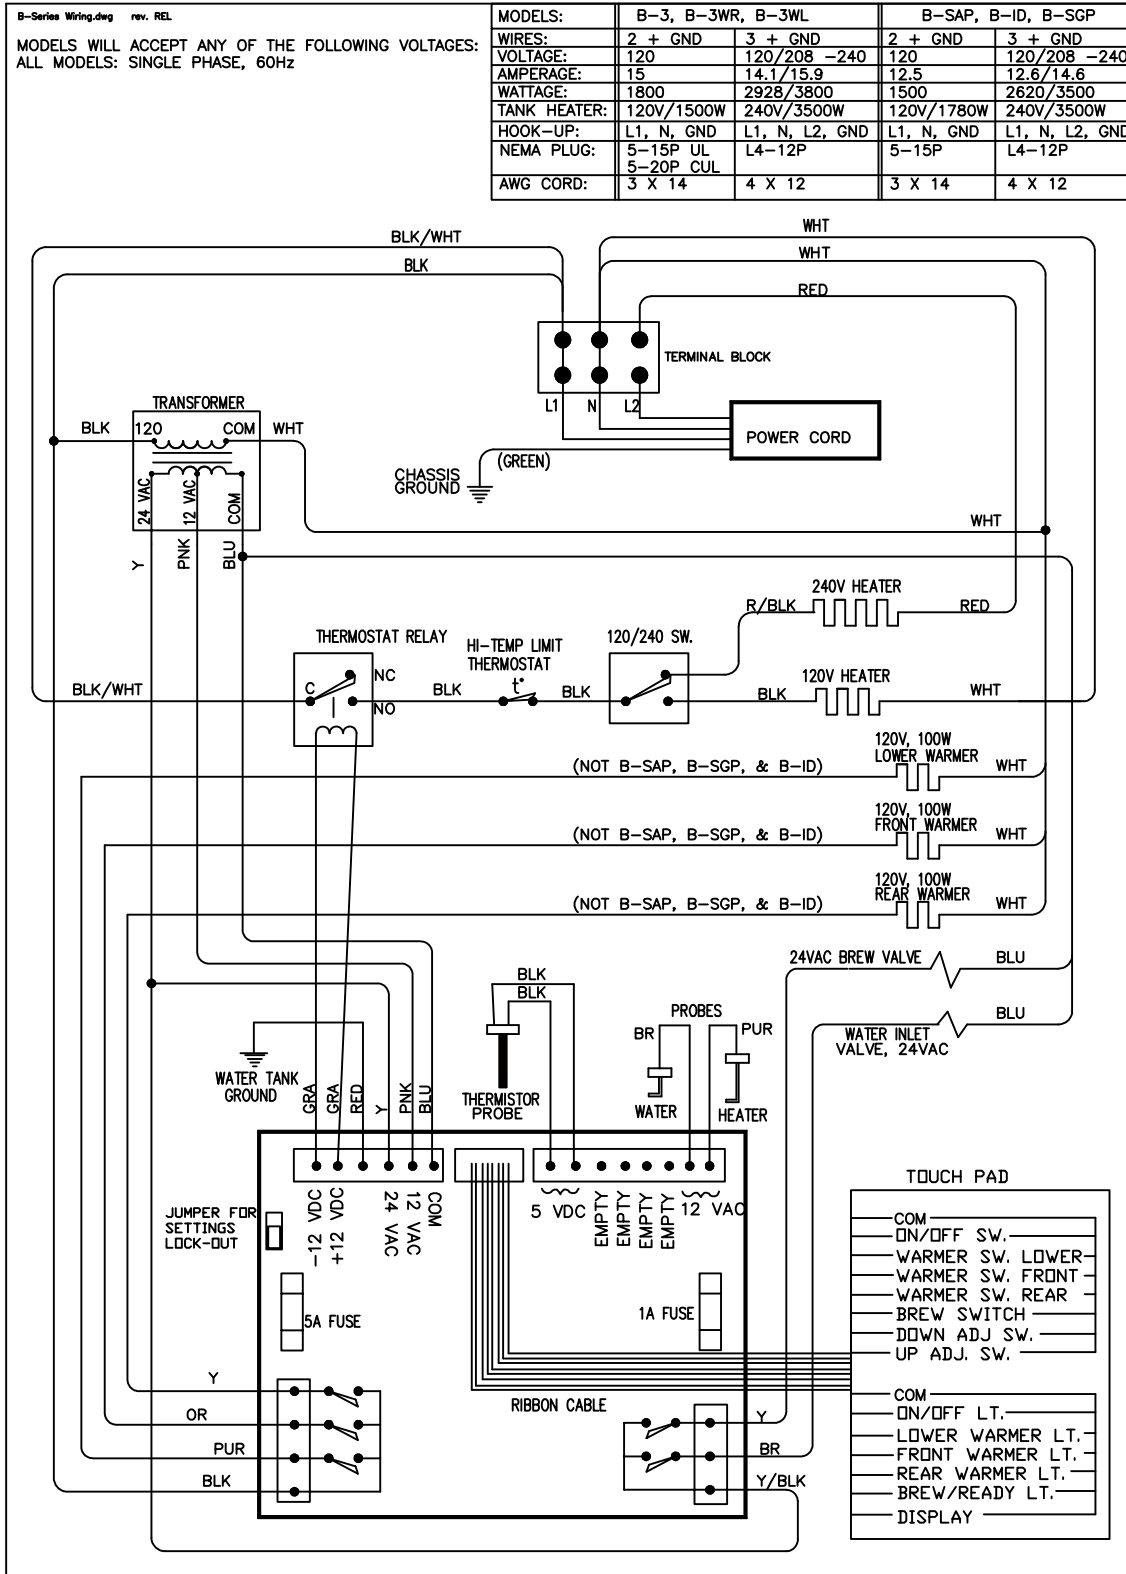 B-Series Wiring.dwg rev. REL
MODELS WILL ACCEPT ANY OF THE FOLLOWING VOLTAGES:
ALL MODELS: SINGLE PHASE, 60Hz
MODELS: B-3, B-3WR, B-3WL B-SAP, B-ID, B-SGP
WIRES: 2 + GND 3 + GND 2 + GND 3 + GND
VOLTAGE: 120 120/208 -240 120 120/208 -240
AMPERAGE: 15 14.1/15.9 12.5 12.6/14.6
WATTAGE: 1800 2928/3800 1500 2620/3500
TANK HEATER: 120V/1500W 240V/3500W 120V/1780W 240V/3500W
HOOK-UP: L1, N, GND L1, N, L2, GND L1, N, GND L1, N, L2, GND
NEMA PLUG: 5-15P UL L4-12P 5-15P L4-12P
5-20P CUL
AWG CORD: 3 X 14 4 X 12 3 X 14 4 X 12
WHT
BLK/WHT
WHT
BLK
RED
TERMINAL BLOCK
L1 N L2
TRANSFORMER
BLK 120 COM WHT
POWER CORD
(GREEN)
CHASSIS
GROUND
24 VAC
12 VAC
COM
WHT
Y
PNK
BLU
240V HEATER
R/BLK RED
THERMOSTAT RELAY
HI-TEMP LIMIT
THERMOSTAT
120/240 SW.
t°
NC
C
NO
120V HEATER
BLK/WHT BLK BLK BLK WHT
120V, 100W
LOWER WARMER
(NOT B-SAP, B-SGP, & B-ID) WHT
120V, 100W
FRONT WARMER
(NOT B-SAP, B-SGP, & B-ID) WHT
120V, 100W
REAR WARMER
(NOT B-SAP, B-SGP, & B-ID) WHT
24VAC BREW VALVE BLU
BLK
BLK
PROBES
BR PUR
BLU
WATER INLET
VALVE, 24VAC
WATER TANK
GROUND
GRA
GRA
RED
Y
PNK
BLU
THERMISTOR
PROBE
WATER
HEATER
-12 VDC
+12 VDC
24 VAC
12 VAC
COM
5 VDC
EMPTY
EMPTY
EMPTY
EMPTY
12 VAC
JUMPER FOR
SETTINGS
LOCK-OUT
5A FUSE
1A FUSE
RIBBON CABLE
Y
OR
PUR
BLK
Y
BR
Y/BLK
TOUCH PAD
COM
ON/OFF SW.
WARMER SW. LOWER
WARMER SW. FRONT
WARMER SW. REAR
BREW SWITCH
DOWN ADJ SW.
UP ADJ. SW.
COM
ON/OFF LT.
LOWER WARMER LT.
FRONT WARMER LT.
REAR WARMER LT.
BREW/READY LT.
DISPLAY